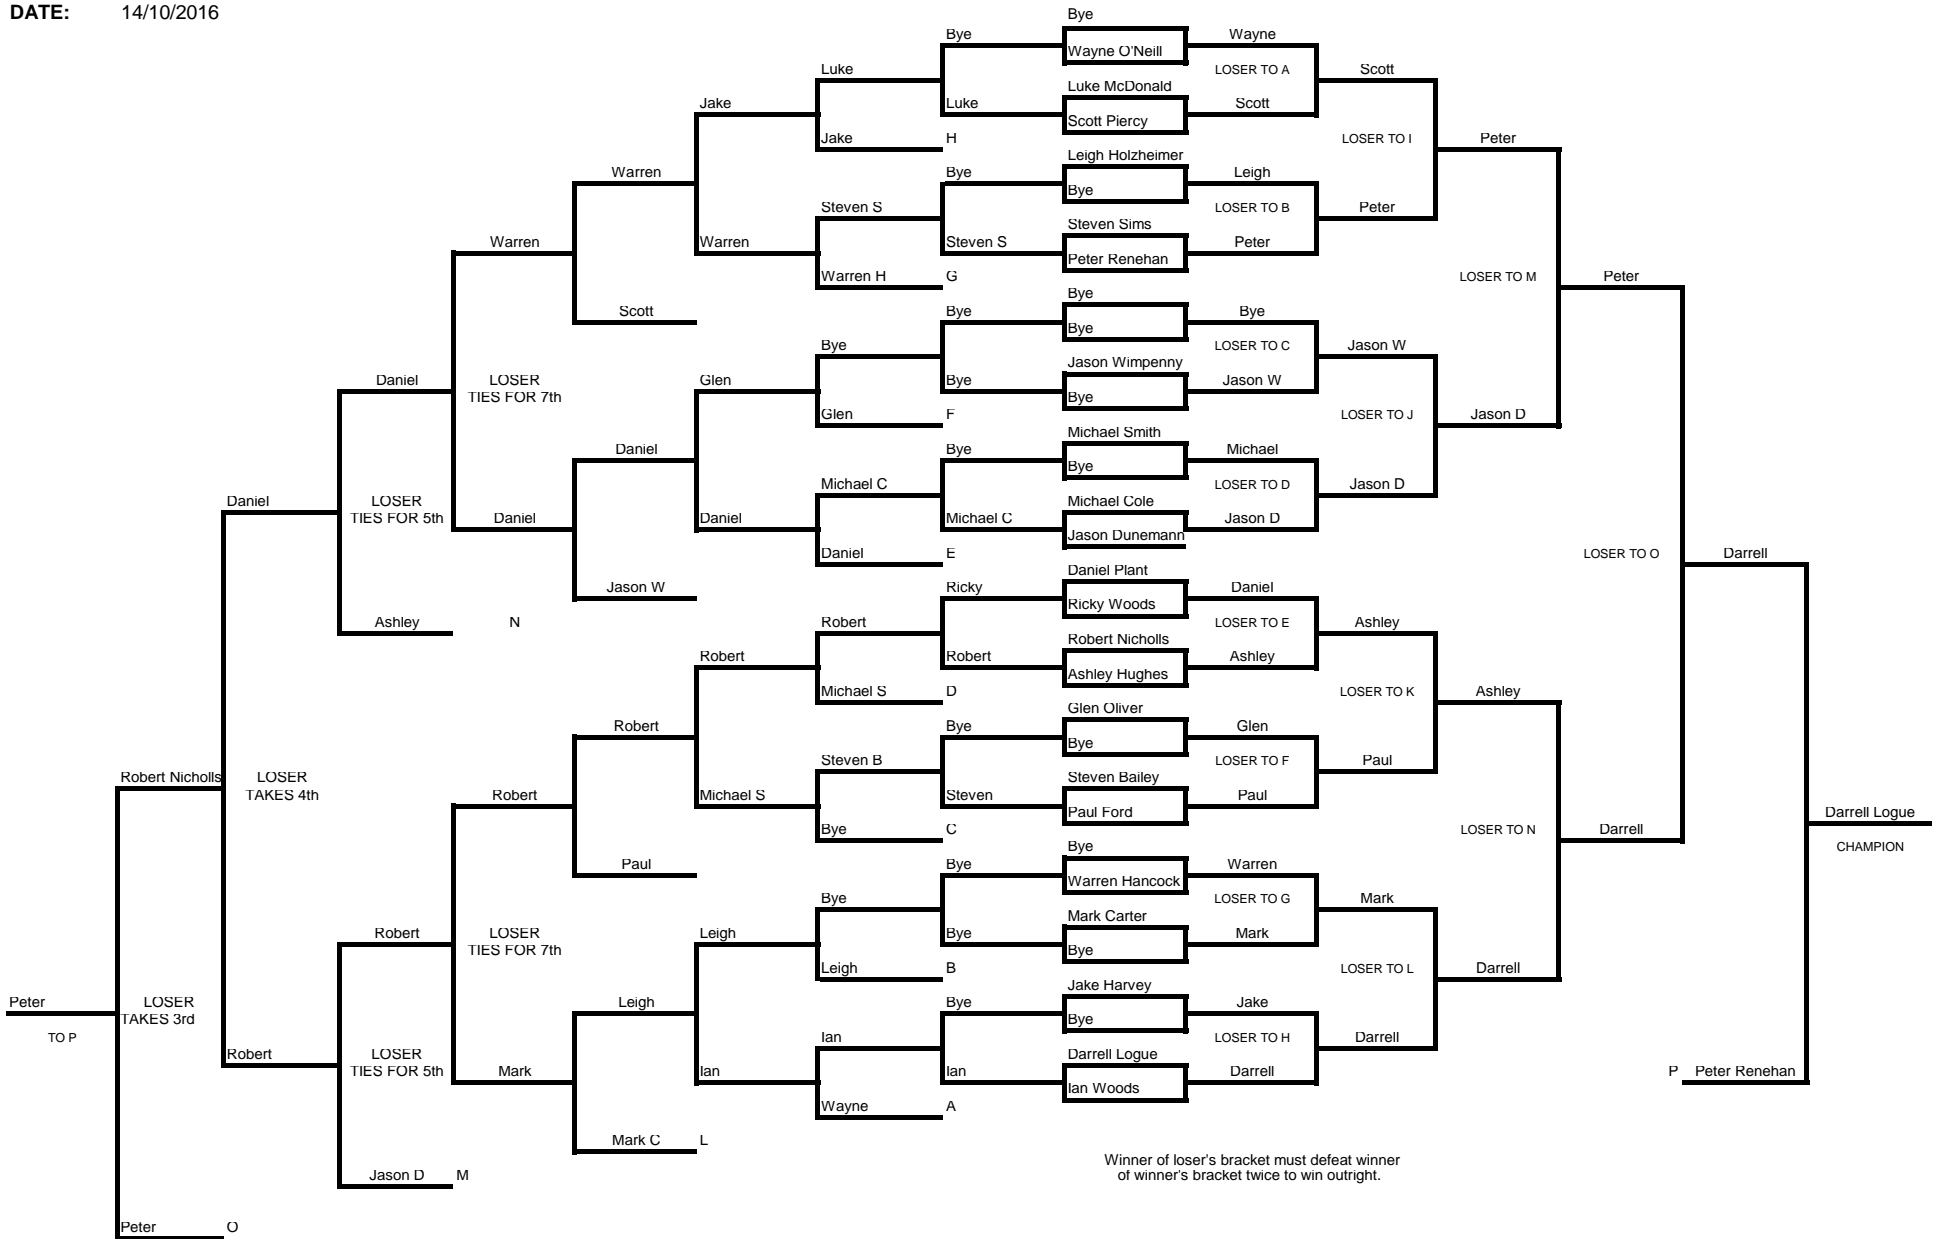 DATE: 14/10/2016
Bye
Bye
Wayne
Wayne O'Neill
Luke
LOSER TO A
Scott
Luke McDonald
Jake
Luke
Scott
Scott Piercy
Jake
H
LOSER TO I
Peter
Leigh Holzheimer
Warren
Bye
Leigh
Bye
Steven S
LOSER TO B
Peter
Steven Sims
Warren
Warren
Steven S
Peter
Peter Renehan
Warren H
G
LOSER TO M
Peter
Bye
Scott
Bye
Bye
Bye
Bye
LOSER TO C
Jason W
Jason Wimpenny
Daniel
LOSER
TIES FOR 7th
Glen
Bye
Jason W
Bye
Glen
F
LOSER TO J
Jason D
Michael Smith
Daniel
Bye
Michael
Bye
Michael C
LOSER TO D
Jason D
Daniel
LOSER
TIES FOR 5th
Michael Cole
Daniel
Daniel
Michael C
Jason D
Jason Dunemann
Daniel
E
LOSER TO O
Darrell
Daniel Plant
Jason W
Ricky
Daniel
Ricky Woods
Ashley
N
Robert
LOSER TO E
Ashley
Robert Nicholls
Robert
Robert
Ashley
Ashley Hughes
Michael S
D
LOSER TO K
Ashley
Glen Oliver
Robert
Bye
Glen
Bye
Steven B
LOSER TO F
Paul
Robert Nicholls
LOSER
TAKES 4th
Steven Bailey
Robert
Michael S
Steven
Paul
Paul Ford
Darrell Logue
Bye
C
LOSER TO N
Darrell
CHAMPION
Bye
Paul
Bye
Warren
Warren Hancock
Bye
LOSER TO G
Mark
Mark Carter
Robert
LOSER
TIES FOR 7th
Leigh
Bye
Mark
Bye
Leigh
B
LOSER TO L
Darrell
Jake Harvey
Peter
LOSER
TAKES 3rd
Leigh
Bye
Jake
Bye
TO P
Ian
LOSER TO H
Darrell
Robert
LOSER
TIES FOR 5th
Darrell Logue
Mark
Ian
Ian
Darrell
P
Peter Renehan
Ian Woods
Wayne
A
Mark C
L
Winner of loser's bracket must defeat winner
of winner's bracket twice to win outright.
Jason D
M
Peter
O